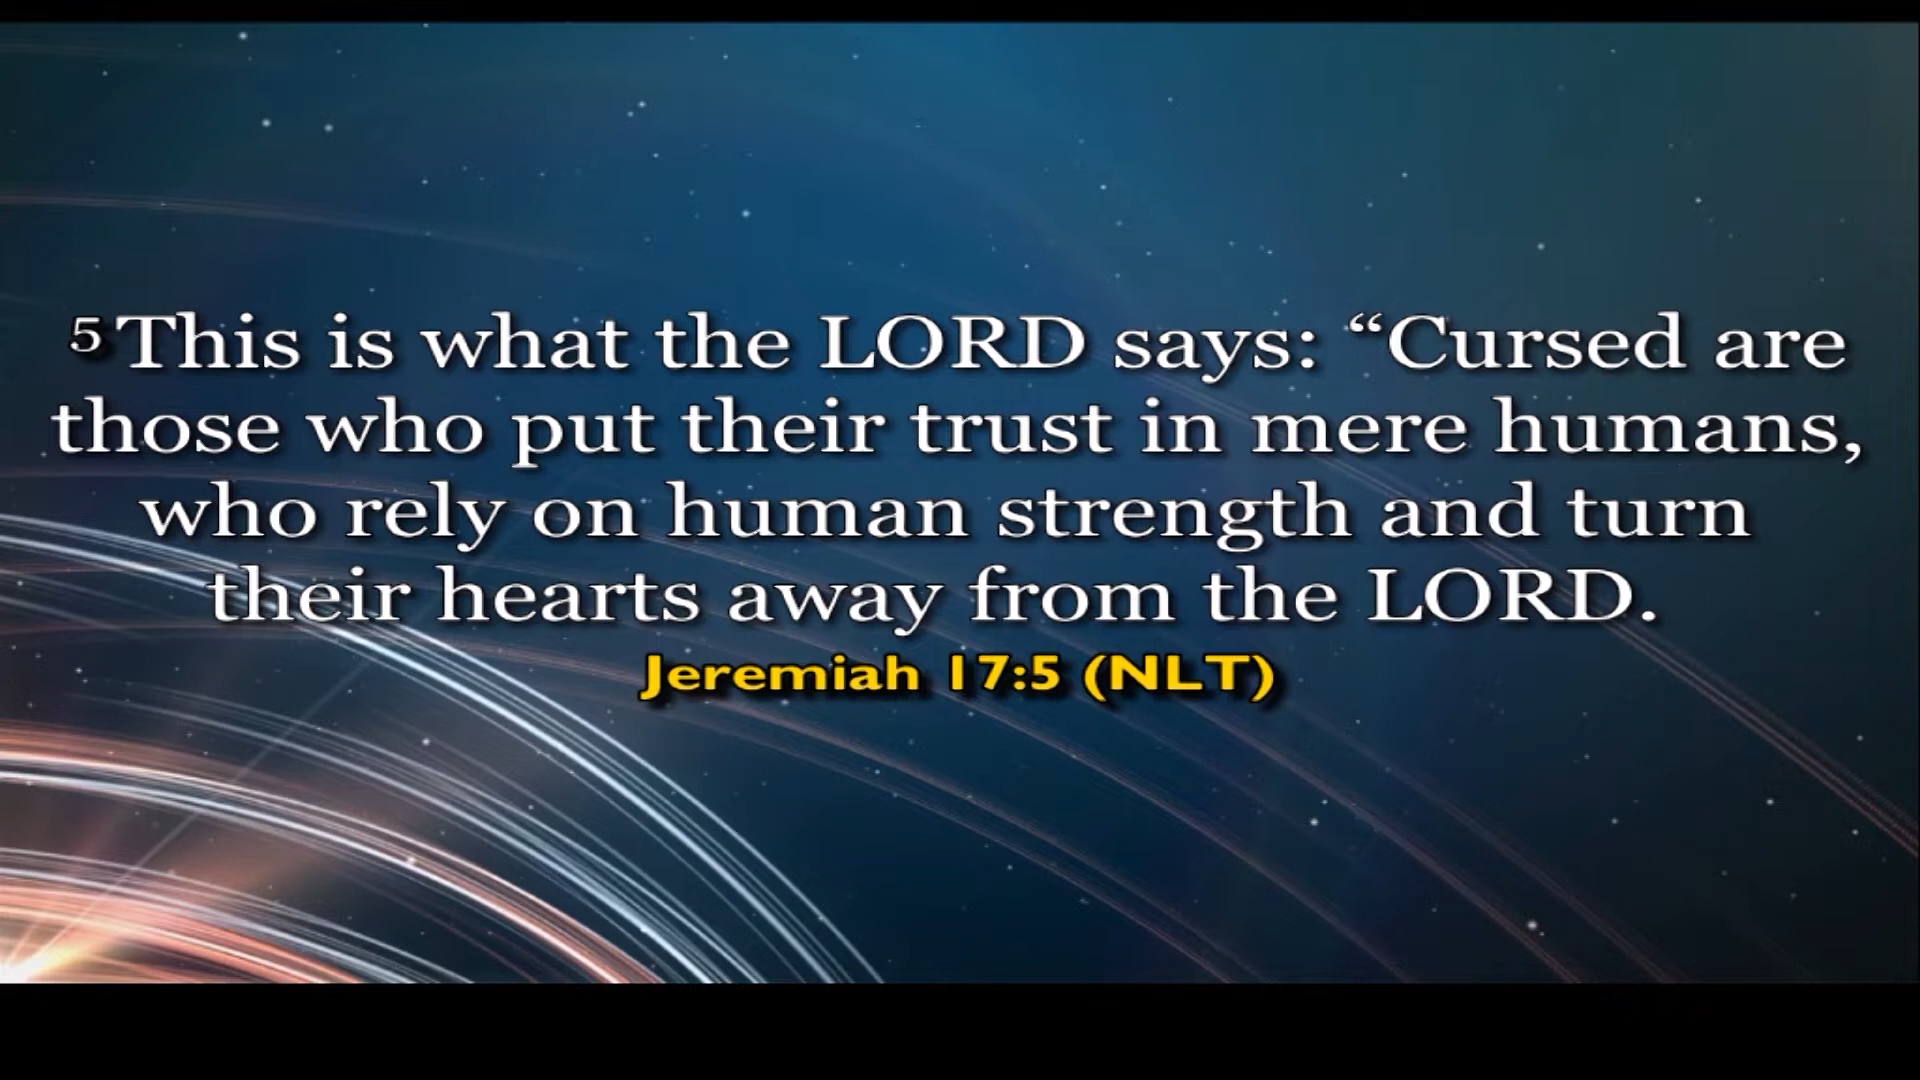 5 This is what the LORD says: “Cursed are
those who put their trust in mere humans,
who rely on human strength and turn
their hearts away from the LORD.
Jeremiah 17:5 (NLT)